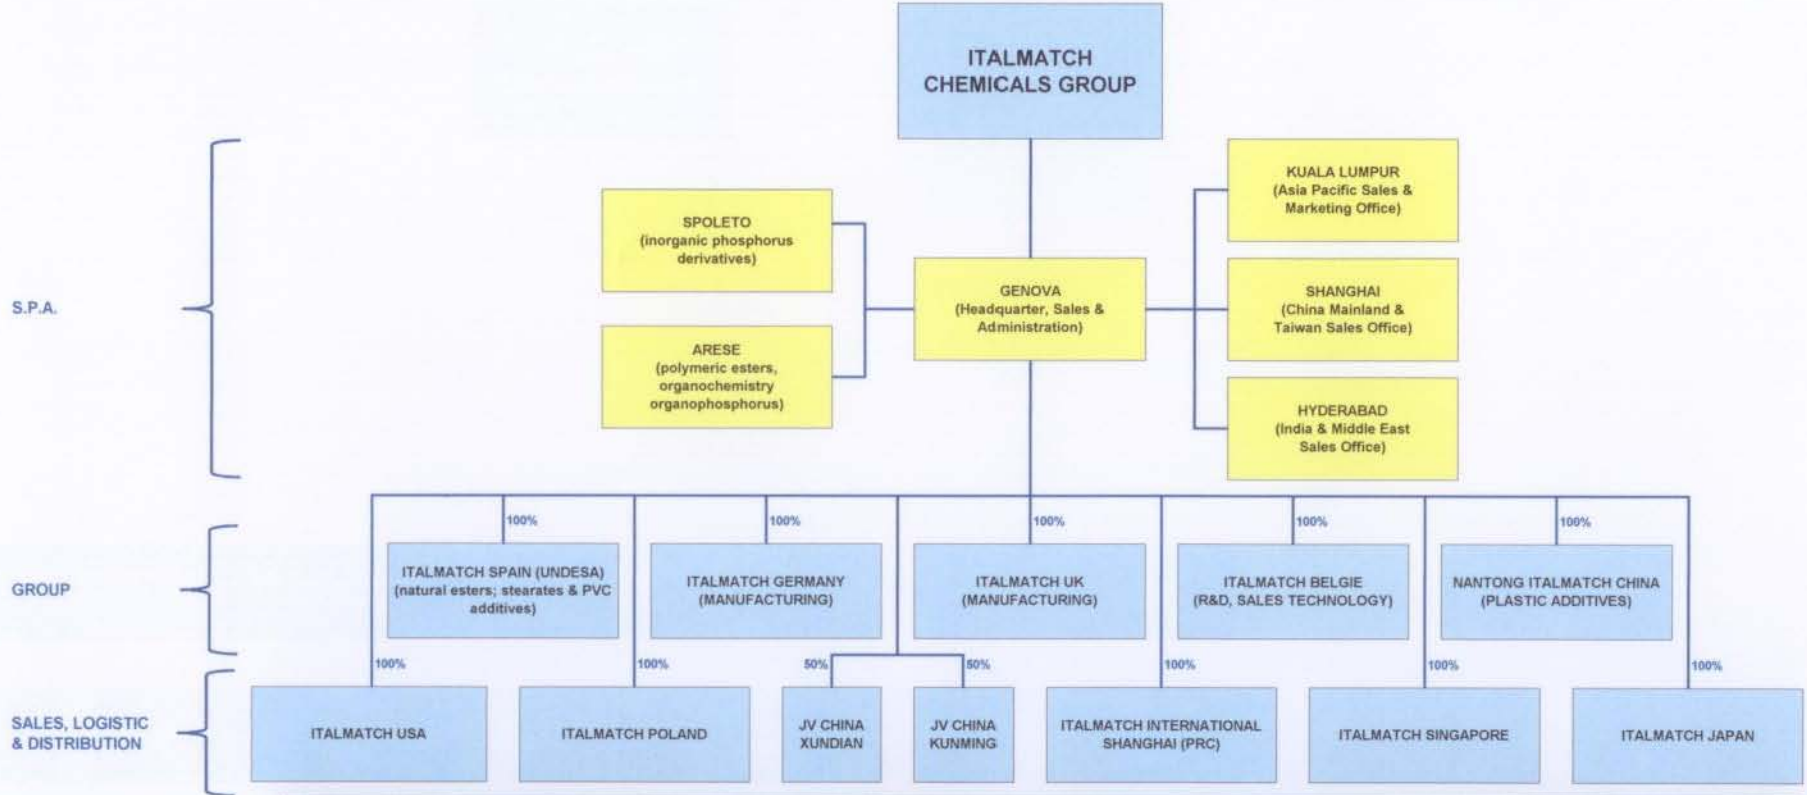 ITALMATCH
CHEMICALS GROUP
S.P.A.
SPOLETO
(inorganic phosphorus
derivatives)
ARESE
(polymeric esters,
organochemistry
organophosphorus)
GENOVA
(Headquarter, Sales &
Administration)
KUALA LUMPUR
(Asia Pacific Sales &
Marketing Office)
SHANGHAI
(China Mainland &
Taiwan Sales Office)
HYDERABAD
(India & Middle East
Sales Office)
GROUP
100%
ITALMATCH SPAIN (UNDESA)
(natural esters; stearates & PVC
additives)
100%
ITALMATCH GERMANY
(MANUFACTURING)
100%
ITALMATCH UK
(MANUFACTURING)
100%
ITALMATCH BELGIE
(R&D, SALES TECHNOLOGY)
100%
NANTONG ITALMATCH CHINA
(PLASTIC ADDITIVES)
SALES, LOGISTIC
& DISTRIBUTION
100%
ITALMATCH USA
100%
ITALMATCH POLAND
50%
JV CHINA
XUNDIAN
50%
JV CHINA
KUNMING
100%
ITALMATCH INTERNATIONAL
SHANGHAI (PRC)
100%
ITALMATCH SINGAPORE
100%
ITALMATCH JAPAN